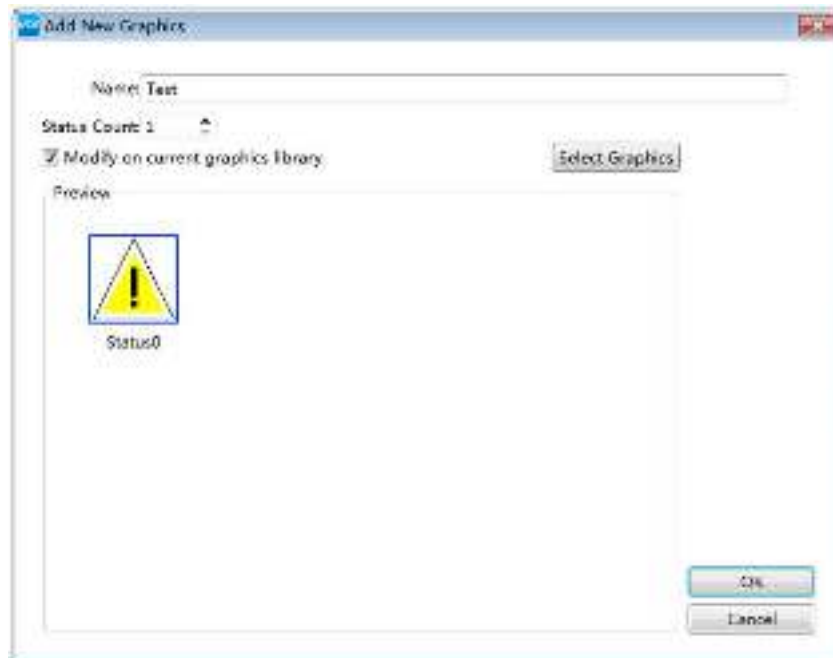 Add New Graphics
Name: Test
Status Count: 1
Modify on current graphics library
Select Graphics
Preview
!
Status0
OK
Cancel